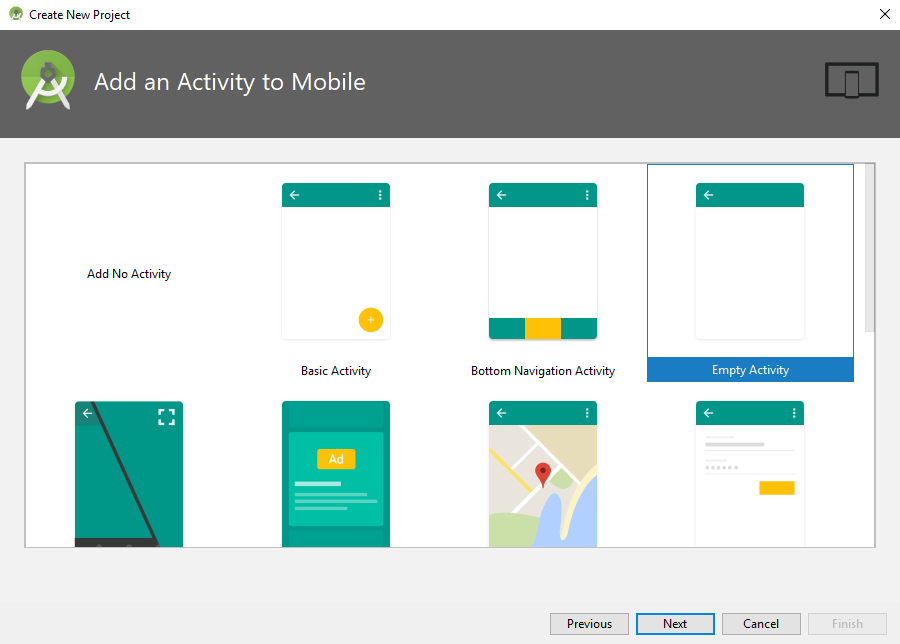 Create New Project
Add an Activity to Mobile
Add No Activity
Basic Activity
Bottom Navigation Activity
Empty Activity
Ad
Previous
Next
Cancel
Finish